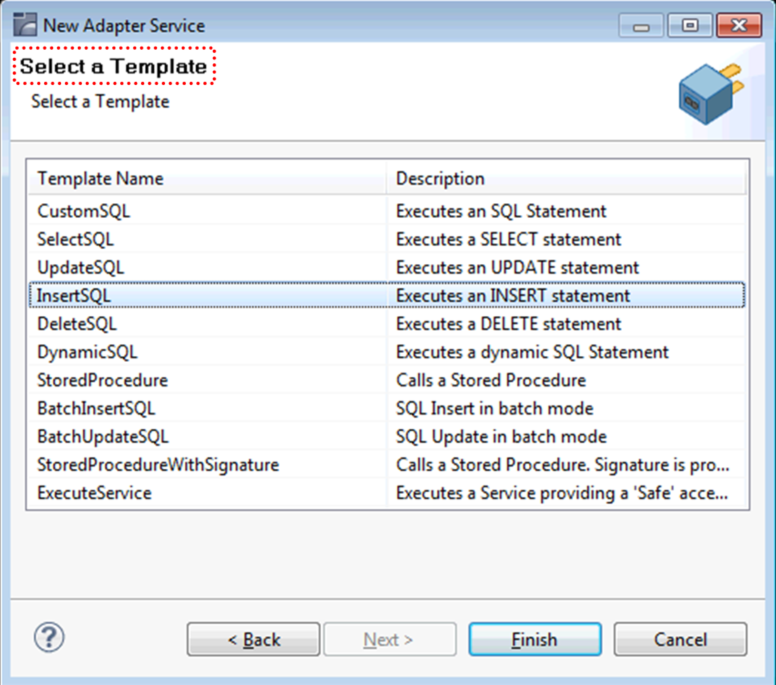 New Adapter Service
Select a Template
Select a Template
Template Name Description
CustomSQL Executes an SQL Statement
SelectSQL Executes a SELECT statement
UpdateSQL Executes an UPDATE statement
InsertSQL Executes an INSERT statement
DeleteSQL Executes a DELETE statement
DynamicSQL Executes a dynamic SQL Statement
StoredProcedure Calls a Stored Procedure
BatchInsertSQL SQL Insert in batch mode
BatchUpdateSQL SQL Update in batch mode
StoredProcedureWithSignature Calls a Stored Procedure. Signature is pro...
ExecuteService Executes a Service providing a 'Safe' acce...
? < Back Next > Finish Cancel